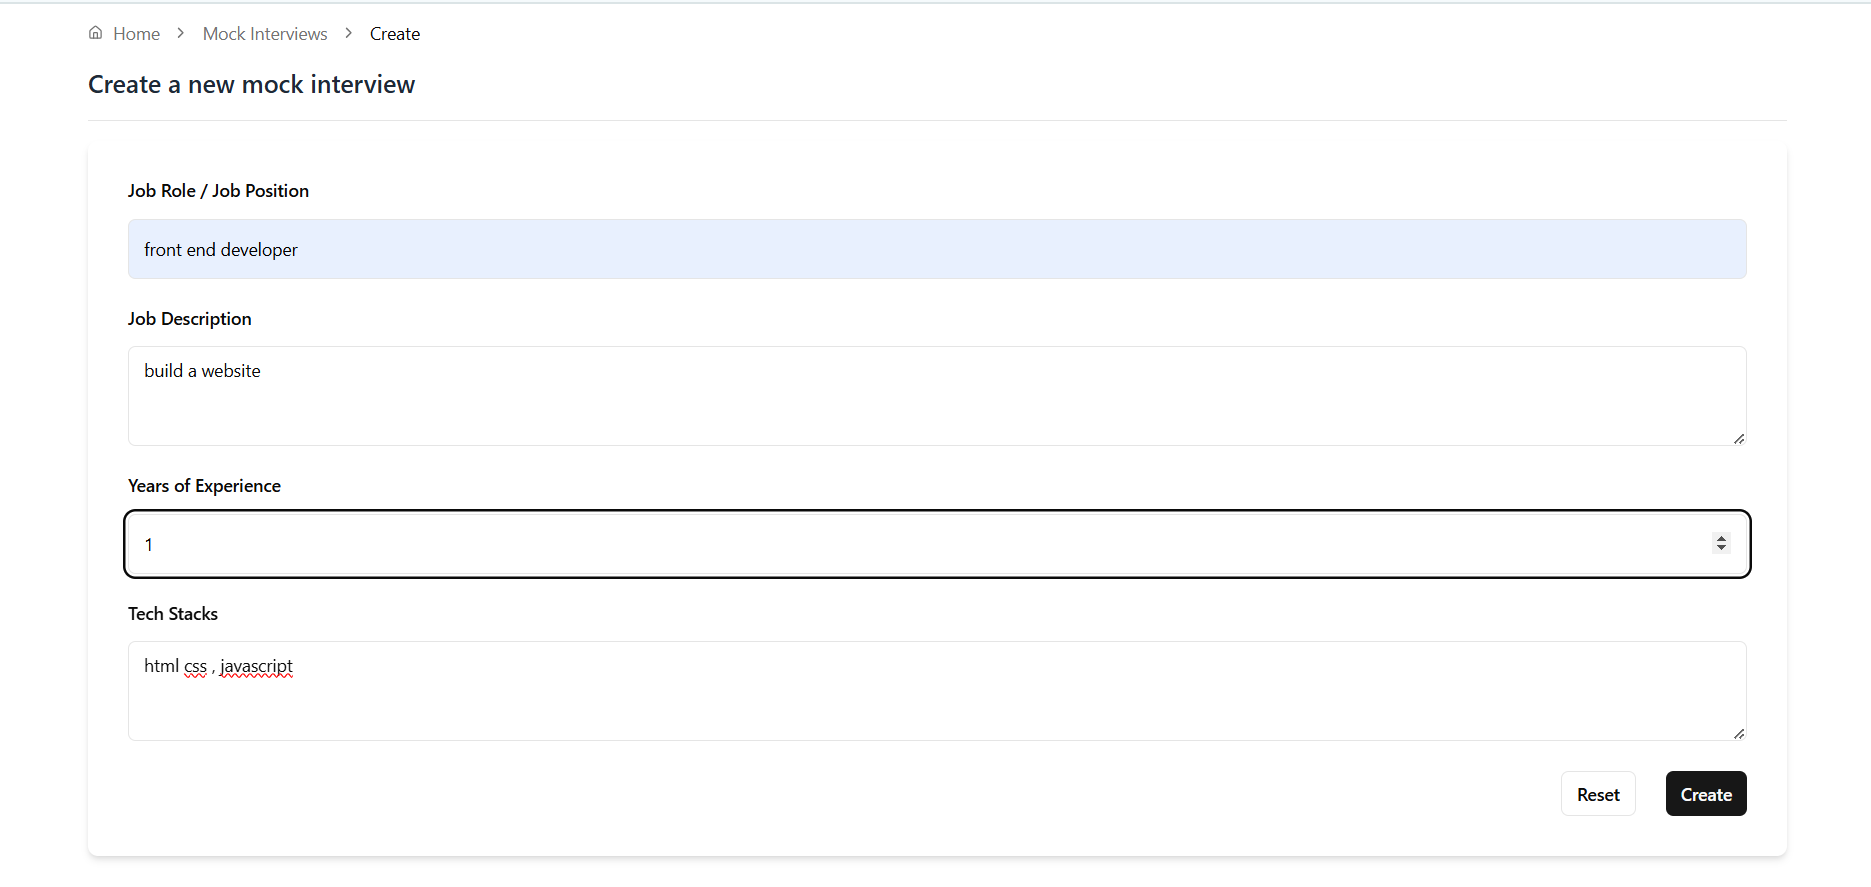 Home > Mock Interviews > Create
Create a new mock interview
Job Role / Job Position
front end developer
Job Description
build a website
Years of Experience
1
Tech Stacks
html css , javascript
Reset Create